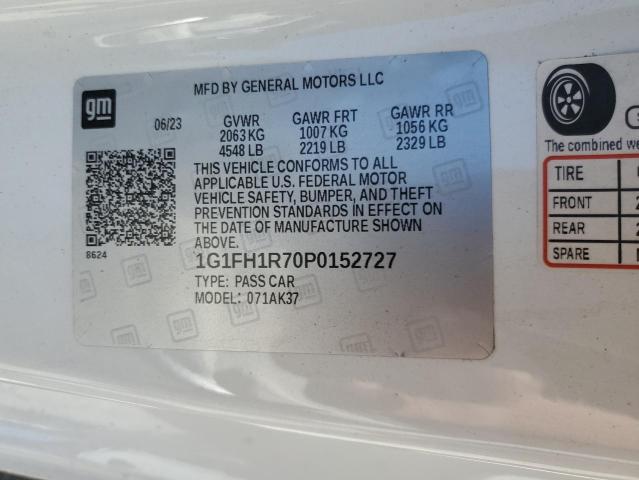 MFD BY GENERAL MOTORS LLC
gm
06/23 GVWR GAWR FRT GAWR RR
2063 KG 1007 KG 1056 KG
4548 LB 2219 LB 2329 LB
THIS VEHICLE CONFORMS TO ALL
APPLICABLE U.S. FEDERAL MOTOR
VEHICLE SAFETY, BUMPER, AND THEFT
PREVENTION STANDARDS IN EFFECT ON
THE DATE OF MANUFACTURE SHOWN
ABOVE.
8624
1G1FH1R70P0152727
TYPE: PASS CAR
MODEL: 071AK37
The combined
TIRE
FRONT 2
REAR 2
SPARE